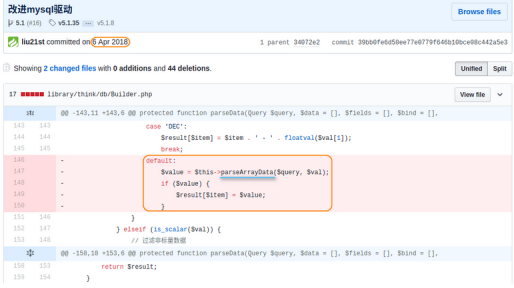 改进mysql驱动
Browse files
5.1 (#16) v5.1.35 ... v5.1.8
liu21st committed on 6 Apr 2018
1 parent 34072e2 commit 39bb0fe6d50ee77e0779f646b10bce08c442a5e3
Showing 2 changed files with 0 additions and 44 deletions.
Unified Split
17 library/think/db/Builder.php
View file
@@ -143,11 +143,6 @@ protected function parseData(Query $query, $data = [], $fields = [], $bind = [],
143 143 case 'DEC':
144 144 $result[$item] = $item . ' - ' . floatval($val[1]);
145 145 break;
146 - default:
147 - $value = $this->parseArrayData($query, $val);
148 - if ($value) {
149 - $result[$item] = $value;
150 - }
151 146 }
152 147 } elseif (is_scalar($val)) {
153 148 // 过滤非标量数据
@@ -158,18 +153,6 @@ protected function parseData(Query $query, $data = [], $fields = [], $bind = [],
158 153 return $result;
159 154 }